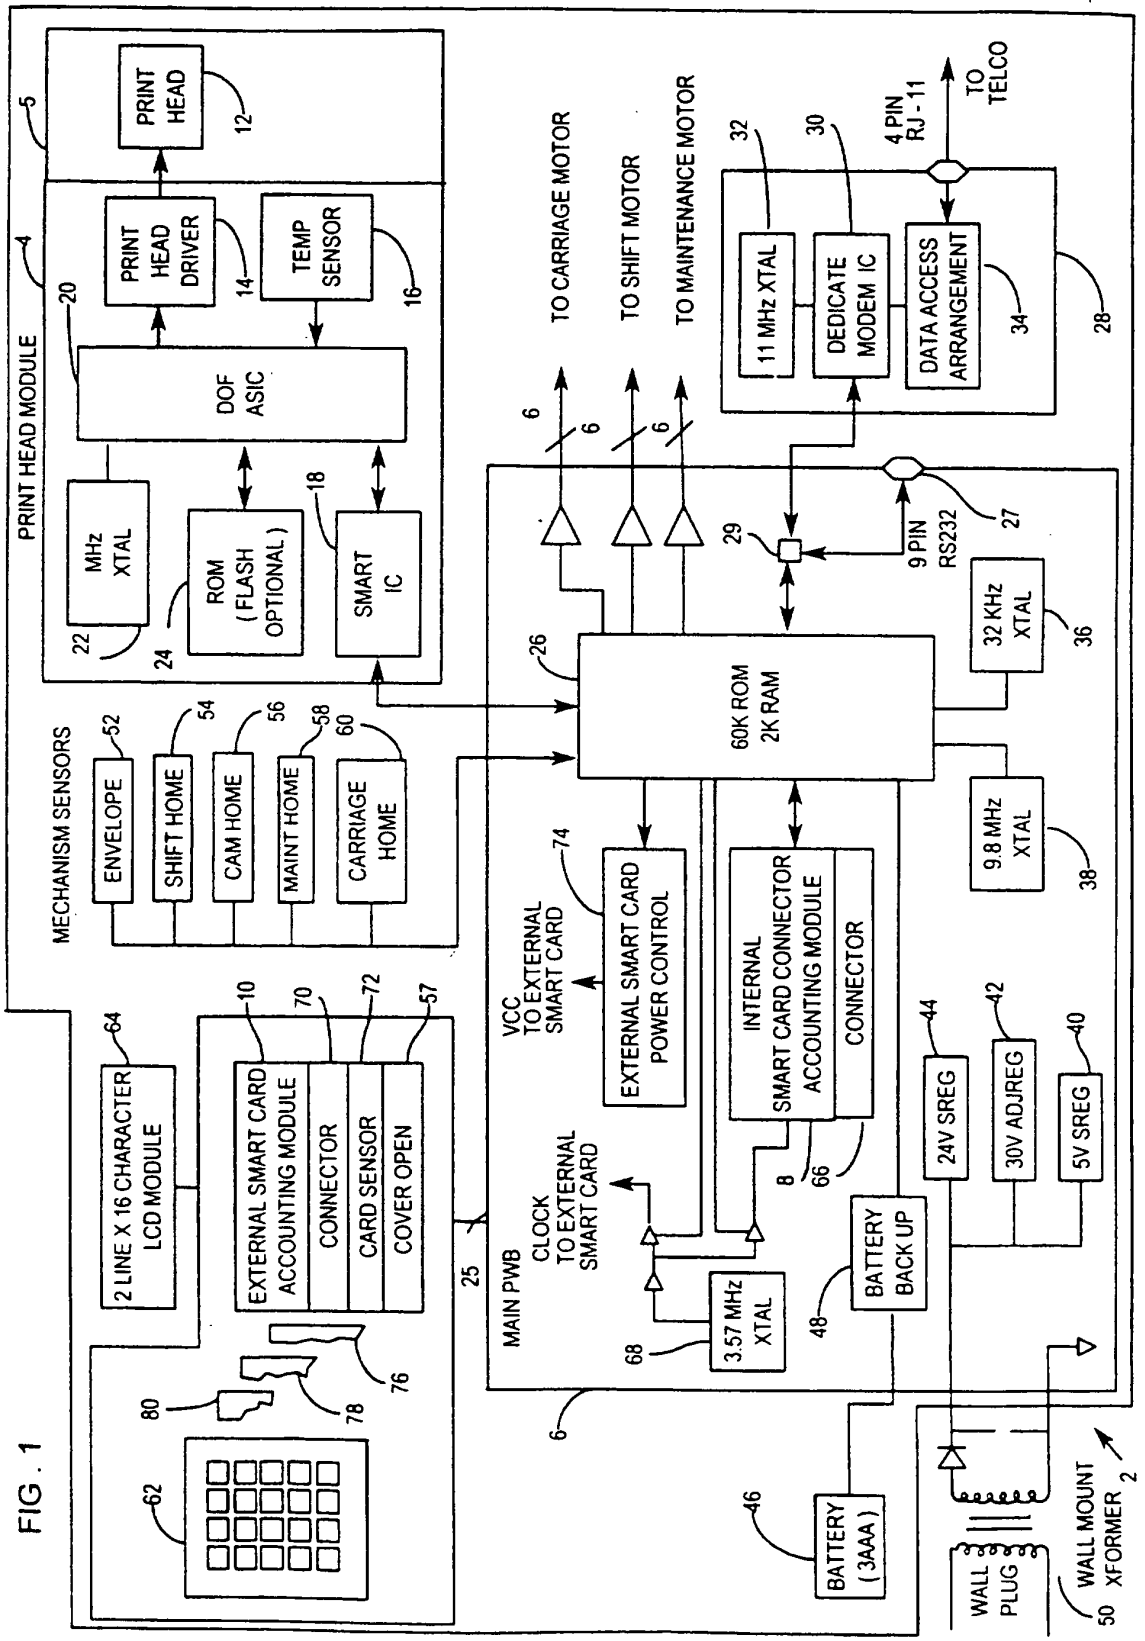 FIG. 1
PRINT HEAD MODULE
4
5
20
MHz
XTAL
22
ROM
( FLASH
OPTIONAL)
24
SMART
IC
18
DOF
ASIC
PRINT
HEAD
DRIVER
14
TEMP
SENSOR
16
PRINT
HEAD
12
MECHANISM SENSORS
ENVELOPE
52
SHIFT HOME
54
CAM HOME
56
MAINT HOME
58
CARRIAGE
HOME
60
2 LINE X 16 CHARACTER
LCD MODULE
64
62
80
78
76
EXTERNAL SMART CARD
ACCOUNTING MODULE
10
CONNECTOR
70
CARD SENSOR
72
COVER OPEN
57
25
MAIN PWB
6
CLOCK
TO EXTERNAL
SMART CARD
VCC
TO EXTERNAL
SMART CARD
EXTERNAL SMART CARD
POWER CONTROL
74
3.57 MHz
XTAL
68
INTERNAL
SMART CARD CONNECTOR
ACCOUNTING MODULE
8
CONNECTOR
66
BATTERY
BACK UP
48
60K ROM
2K RAM
26
6
TO CARRIAGE MOTOR
6
TO SHIFT MOTOR
6
TO MAINTENANCE MOTOR
29
9 PIN
RS232
27
32 KHz
XTAL
36
9.8 MHz
XTAL
38
11 MHz XTAL
32
DEDICATE
MODEM IC
30
DATA ACCESS
ARRANGEMENT
34
28
4 PIN
RJ - 11
TO
TELCO
24V SREG
44
30V ADJREG
42
5V SREG
40
BATTERY
( 3AAA )
46
WALL
PLUG
50
WALL MOUNT
XFORMER
2